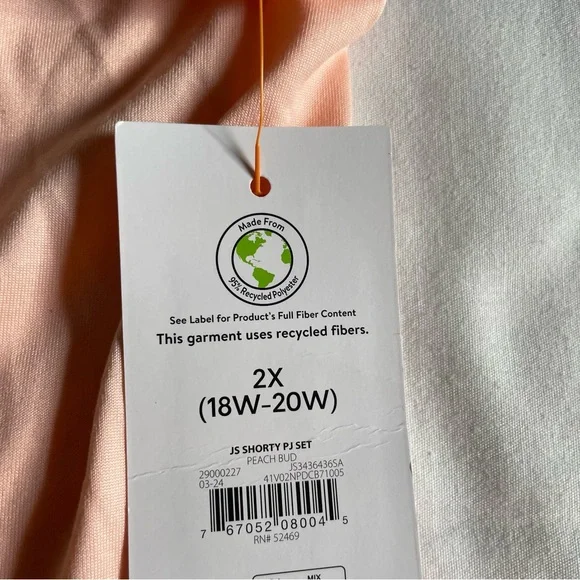 Made From
95% Recycled Polyester
See Label for Product's Full Fiber Content
This garment uses recycled fibers.
2X
(18W-20W)
JS SHORTY PJ SET
PEACH BUD
29000227 JS3436436SA
03-24 41V02NPDCB71005
7 67052 08004 5
RN# 52469
MIX